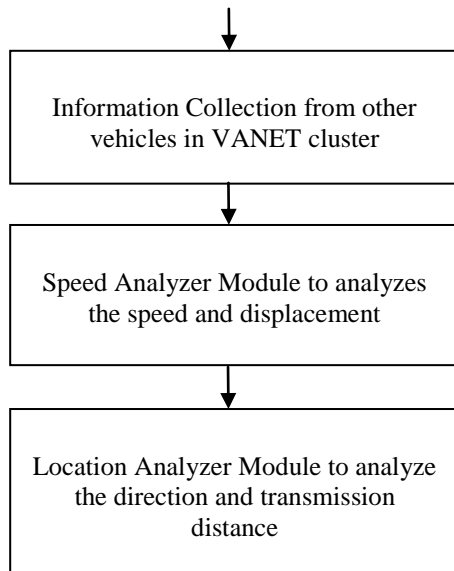 Information Collection from other
vehicles in VANET cluster
Speed Analyzer Module to analyzes
the speed and displacement
Location Analyzer Module to analyze
the direction and transmission
distance